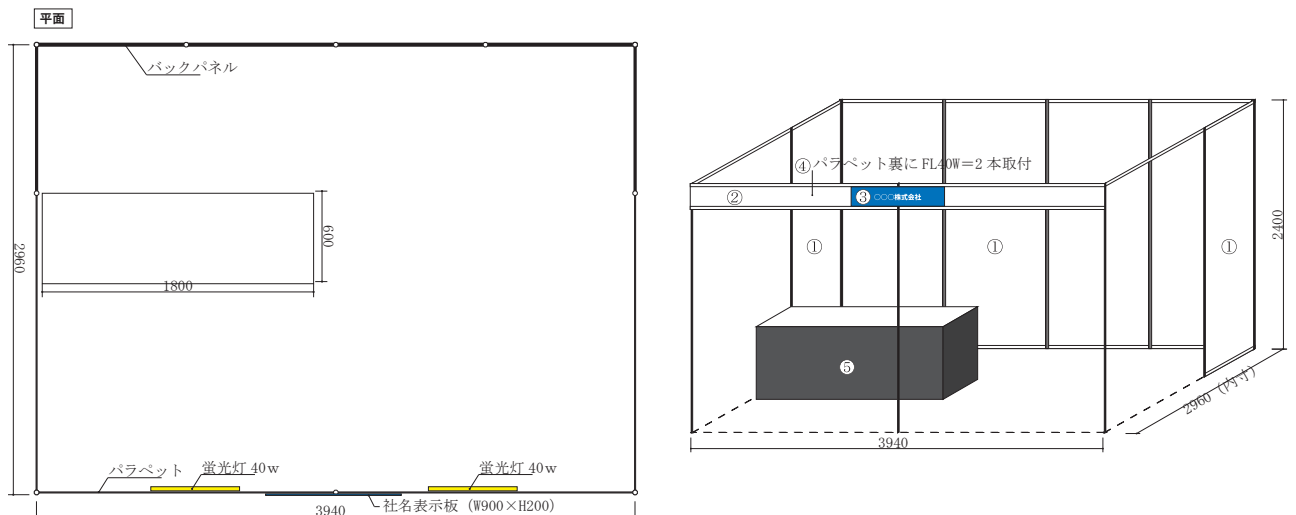 平面
バックパネル
2960
600
1800
パラペット
蛍光灯 40w
蛍光灯 40w
社名表示板 (W900×H200)
3940
④パラペット裏に FL40W=2 本取付
②
③
○○○株式会社
①
①
①
2400
⑤
2960 (内寸)
3940